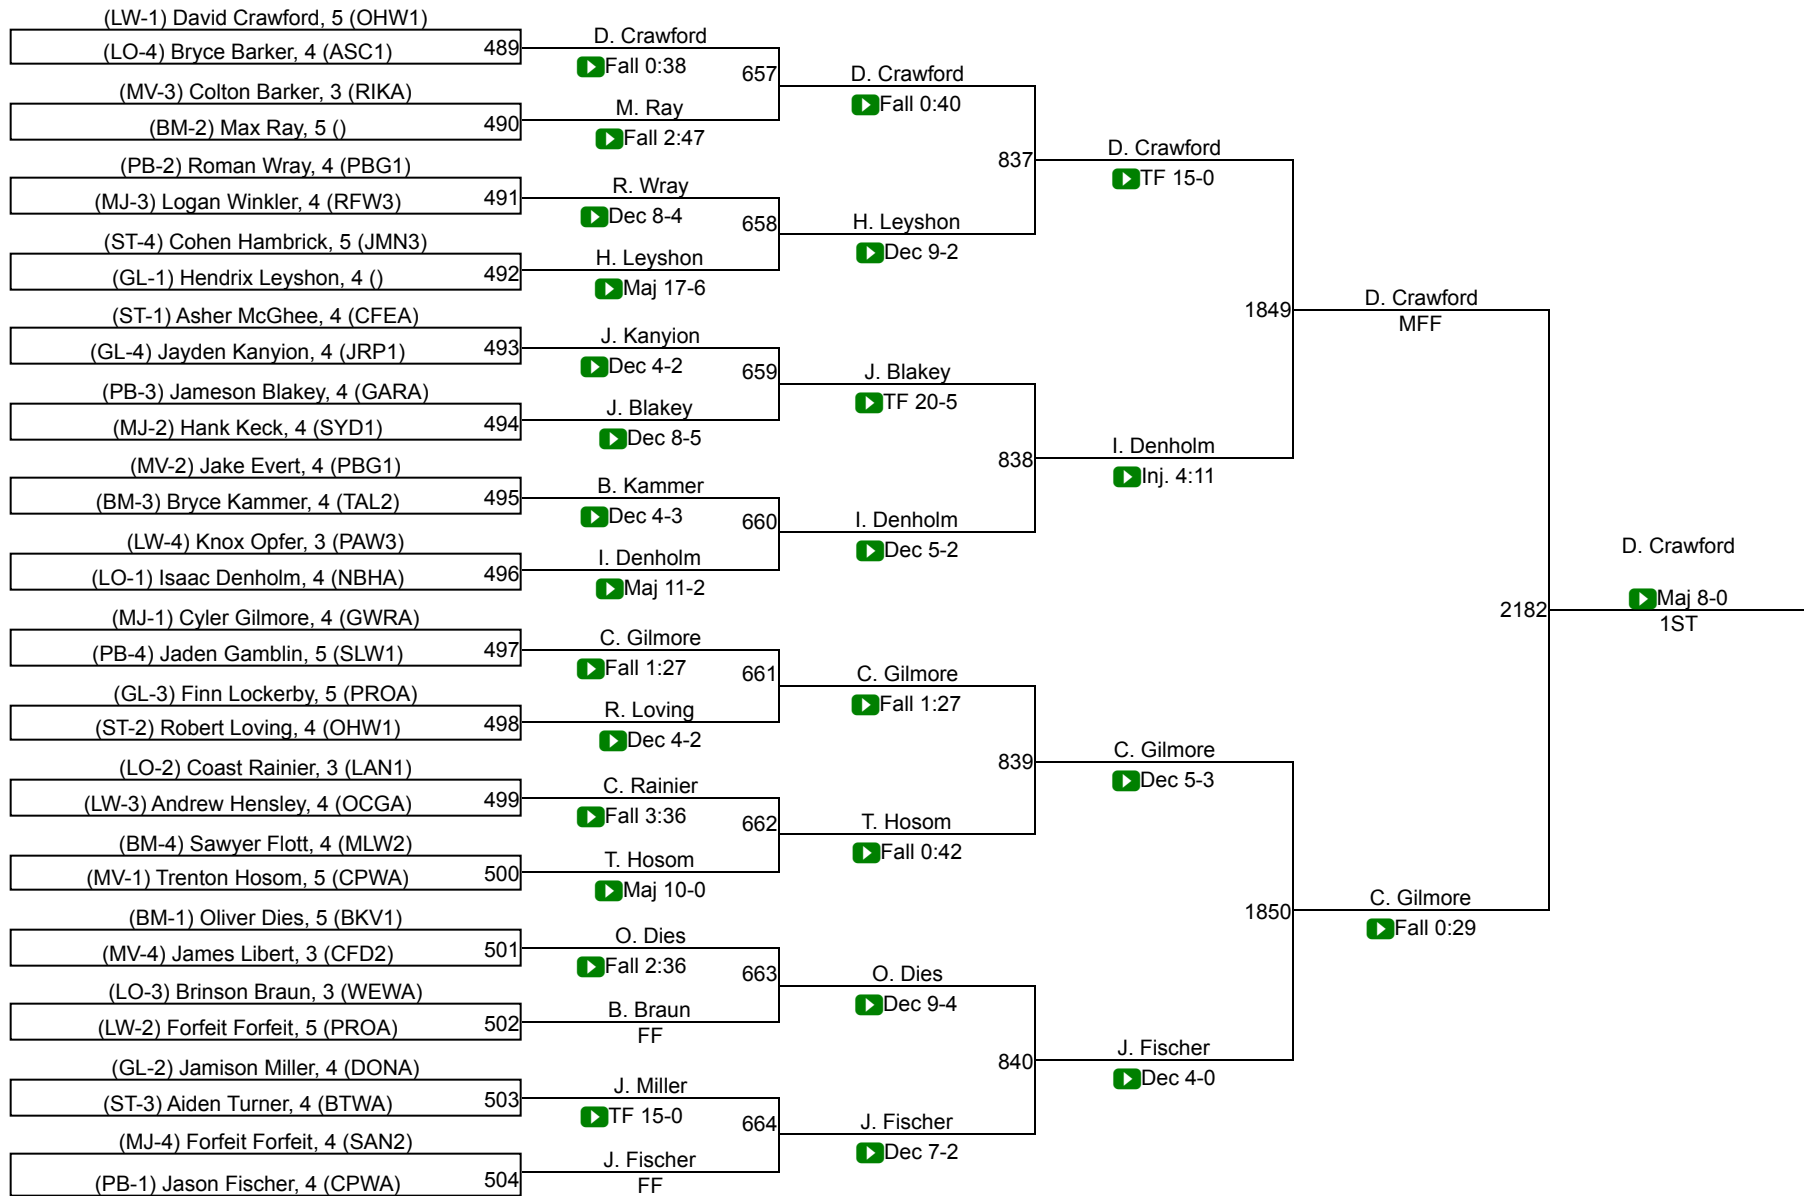 (LW-1) David Crawford, 5 (OHW1)
(LO-4) Bryce Barker, 4 (ASC1)
489
(MV-3) Colton Barker, 3 (RIKA)
(BM-2) Max Ray, 5 ()
490
(PB-2) Roman Wray, 4 (PBG1)
(MJ-3) Logan Winkler, 4 (RFW3)
491
(ST-4) Cohen Hambrick, 5 (JMN3)
(GL-1) Hendrix Leyshon, 4 ()
492
(ST-1) Asher McGhee, 4 (CFEA)
(GL-4) Jayden Kanyion, 4 (JRP1)
493
(PB-3) Jameson Blakey, 4 (GARA)
(MJ-2) Hank Keck, 4 (SYD1)
494
(MV-2) Jake Evert, 4 (PBG1)
(BM-3) Bryce Kammer, 4 (TAL2)
495
(LW-4) Knox Opfer, 3 (PAW3)
(LO-1) Isaac Denholm, 4 (NBHA)
496
(MJ-1) Cyler Gilmore, 4 (GWRA)
(PB-4) Jaden Gamblin, 5 (SLW1)
497
(GL-3) Finn Lockerby, 5 (PROA)
(ST-2) Robert Loving, 4 (OHW1)
498
(LO-2) Coast Rainier, 3 (LAN1)
(LW-3) Andrew Hensley, 4 (OCGA)
499
(BM-4) Sawyer Flott, 4 (MLW2)
(MV-1) Trenton Hosom, 5 (CPWA)
500
(BM-1) Oliver Dies, 5 (BKV1)
(MV-4) James Libert, 3 (CFD2)
501
(LO-3) Brinson Braun, 3 (WEWA)
(LW-2) Forfeit Forfeit, 5 (PROA)
502
(GL-2) Jamison Miller, 4 (DONA)
(ST-3) Aiden Turner, 4 (BTWA)
503
(MJ-4) Forfeit Forfeit, 4 (SAN2)
(PB-1) Jason Fischer, 4 (CPWA)
504
D. Crawford
Fall 0:38
657
M. Ray
Fall 2:47
R. Wray
Dec 8-4
658
H. Leyshon
Maj 17-6
J. Kanyion
Dec 4-2
659
J. Blakey
Dec 8-5
B. Kammer
Dec 4-3
660
I. Denholm
Maj 11-2
C. Gilmore
Fall 1:27
661
R. Loving
Dec 4-2
C. Rainier
Fall 3:36
662
T. Hosom
Maj 10-0
O. Dies
Fall 2:36
663
B. Braun
FF
J. Miller
TF 15-0
664
J. Fischer
FF
D. Crawford
Fall 0:40
837
H. Leyshon
Dec 9-2
J. Blakey
TF 20-5
838
I. Denholm
Dec 5-2
C. Gilmore
Fall 1:27
839
T. Hosom
Fall 0:42
O. Dies
Dec 9-4
840
J. Fischer
Dec 7-2
D. Crawford
TF 15-0
1849
I. Denholm
Inj. 4:11
C. Gilmore
Dec 5-3
1850
J. Fischer
Dec 4-0
D. Crawford
MFF
2182
C. Gilmore
Fall 0:29
D. Crawford
Maj 8-0
1ST